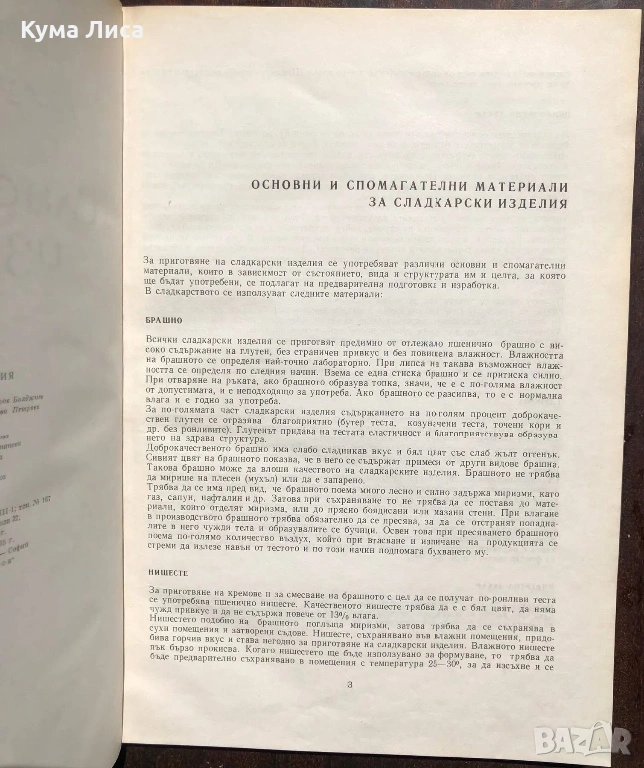 Кума Лиса
ОСНОВНИ И СПОМАГАТЕЛНИ МАТЕРИАЛИ
ЗА СЛАДКАРСКИ ИЗДЕЛИЯ
За приготвяне на сладкарски изделия се употребяват различни основни и спомагателни
материали, които в зависимост от състоянието, вида и структурата им и целта, за която
ще бъдат употребени, се подлагат на предварителна подготовка и изработка.
В сладкарството се използуват следните материали:
БРАШНО
Всички сладкарски изделия се приготвят предимно от отлежало пшенично брашно с ви-
соко съдържание на глутен, без страничен привкус и без повишена влажност. Влажността
на брашното се определя най-точно лабораторно. При липса на такава възможност влаж-
ността се определя по следния начин. Взема се една стиска брашно и се притиска силно.
При отваряне на ръката, ако брашното образува топка, значи, че е с по-голяма влажност
от допустимата, и е неподходящо за употреба. Ако брашното се разсипва, то е с нормална
влага и е годно за употреба.
За по-голямата част сладкарски изделия съдържанието на по-голям процент доброкаче-
ствен глутен се отразява благоприятно (бутер теста, козуначени теста, точени кори и
др. без ронливите). Глутенът придава на тестата еластичност и благоприятствува образува
нето на здрава структура.
Доброкачественото брашно има слабо сладникав вкус и бял цвят със слаб жълт оттенък.
Сивият цвят на брашното показва, че в него се съдържат примеси от други видове брашна.
Такова брашно може да влоши качеството на сладкарските изделия. Брашното не трябва
да мирише на плесен (мухъл) или да е запарено.
Трябва да се има пред вид, че брашното поема много лесно и силно задържа миризми, като
газ, сапун, нафталин и др. Затова при съхраняването то не трябва да се поставя до мате-
риали, които отделят миризми, или до прясно боядисани или мазани стени. При влагане
в производството брашното трябва обязателно да се пресява, за да се отстранят попадна-
лите в него чужди тела и образувалите се бучици. Освен това при пресяването брашното
поема по-голямо количество въздух, който при втасване и изпичане на продукцията се
стреми да излезе навън от тестото и по този начин подпомага бухването му.
НИШЕСТЕ
За приготвяне на кремове и за смесване на брашното с цел да се получат по-ронливи теста
се употребява пшенично нишесте. Качественото нишесте трябва да е с бял цвят, да няма
чужд привкус и да не съдържа повече от 13% влага.
Нишестето подобно на брашното поглъща миризми, затова трябва да се съхранява в
сухи помещения и затворени съдове. Нишесте, съхранявано във влажни помещения, придо-
бива горчив вкус и става негодно за приготвяне на сладкарски изделия. Влажното нишесте
пък бързо прокисва. Когато нишестето ще бъде използувано за формуване, то трябва да
бъде предварително съхранявано в помещения с температура 25—30°, за да изсъхне и се
3
BAZAR